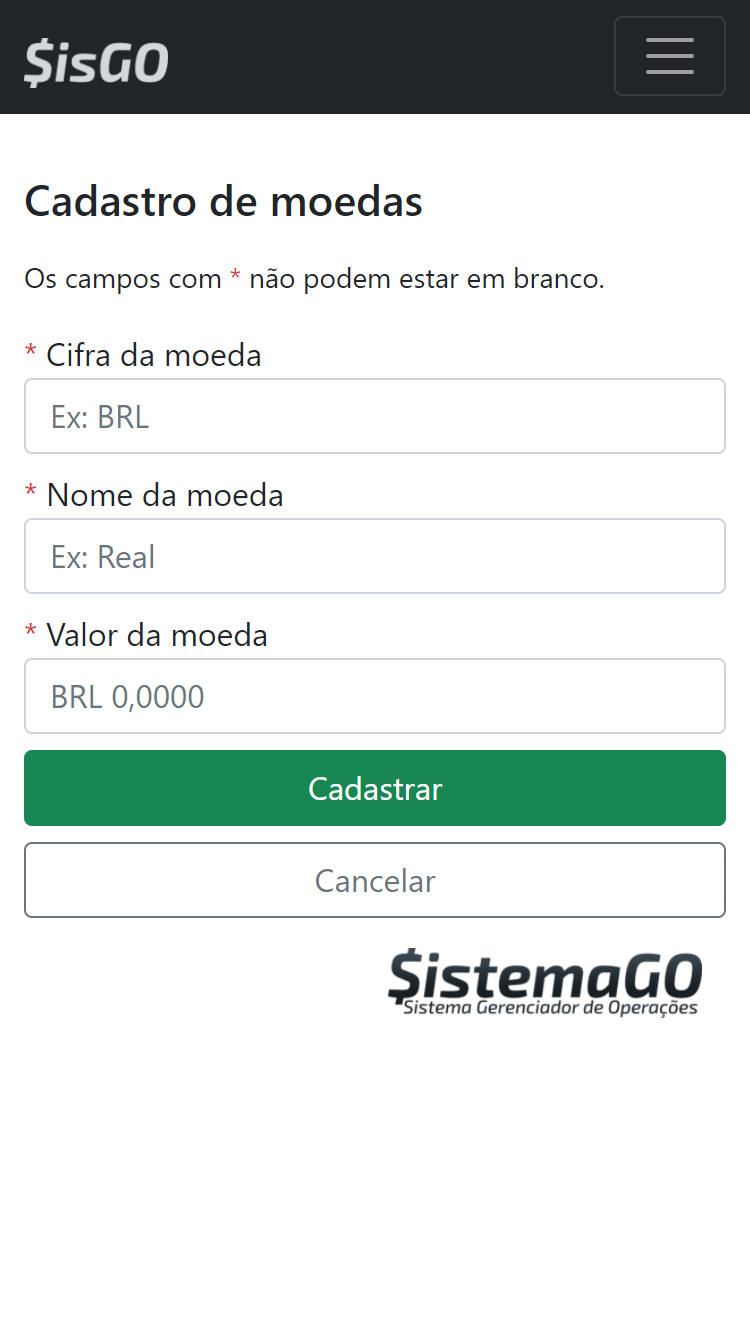 $isGO
Cadastro de moedas
Os campos com * não podem estar em branco.
* Cifra da moeda
Ex: BRL
* Nome da moeda
Ex: Real
* Valor da moeda
BRL 0,0000
Cadastrar
Cancelar
$istemaGO
Sistema Gerenciador de Operações